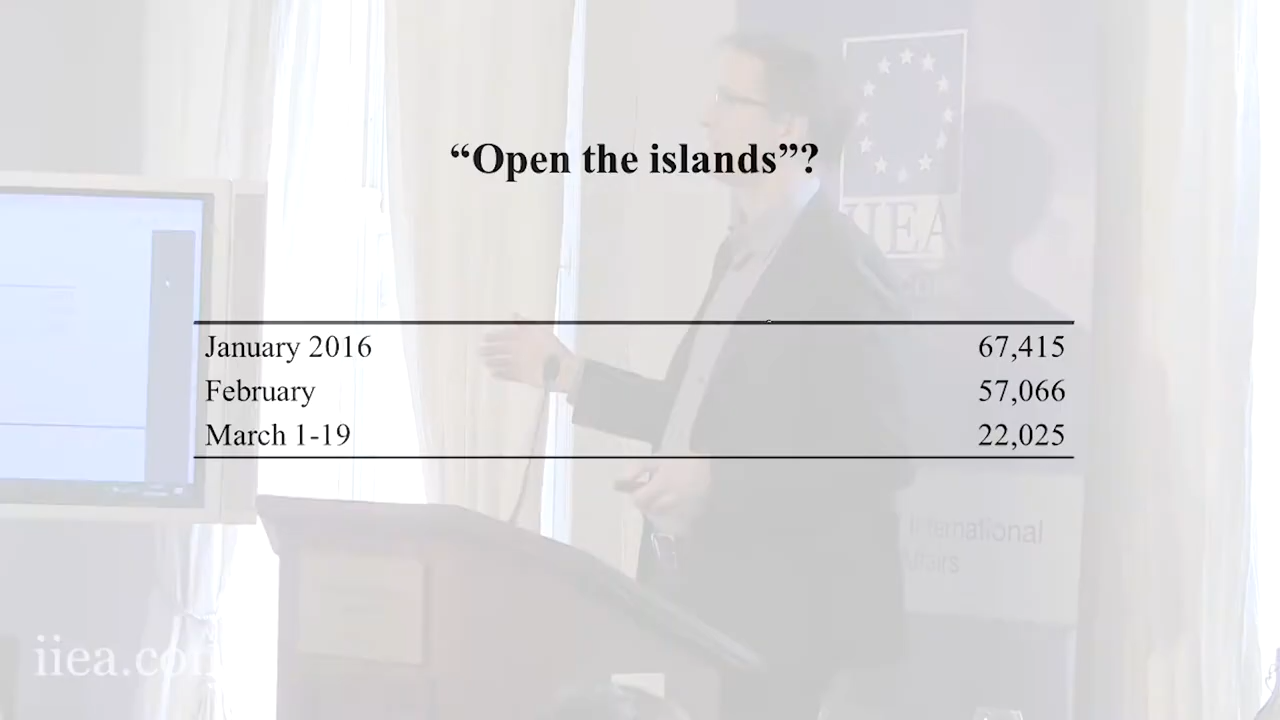 “Open the islands”?
January 2016 67,415
February 57,066
March 1-19 22,025
IIEA
International
Affairs
iiea.com